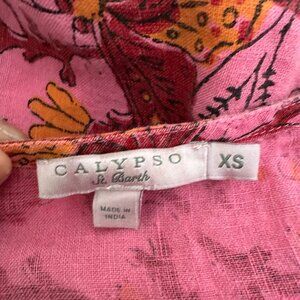 CALYPSO
St. Barth
XS
MADE IN
INDIA